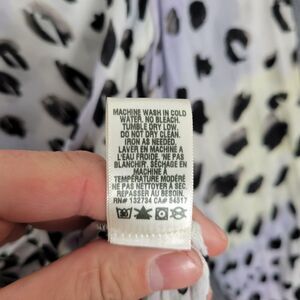 MACHINE WASH IN COLD
WATER. NO BLEACH.
TUMBLE DRY LOW.
DO NOT DRY CLEAN.
IRON AS NEEDED.
LAVER EN MACHINE A
L'EAU FROIDE. NE PAS
BLANCHIR. SÉCHAGE EN
MACHINE À
TEMPÉRATURE MODÉRÉ
NE PAS NETTOYER À SEC.
REPASSER AU BESOIN.
RN# 132734 CA# 54517